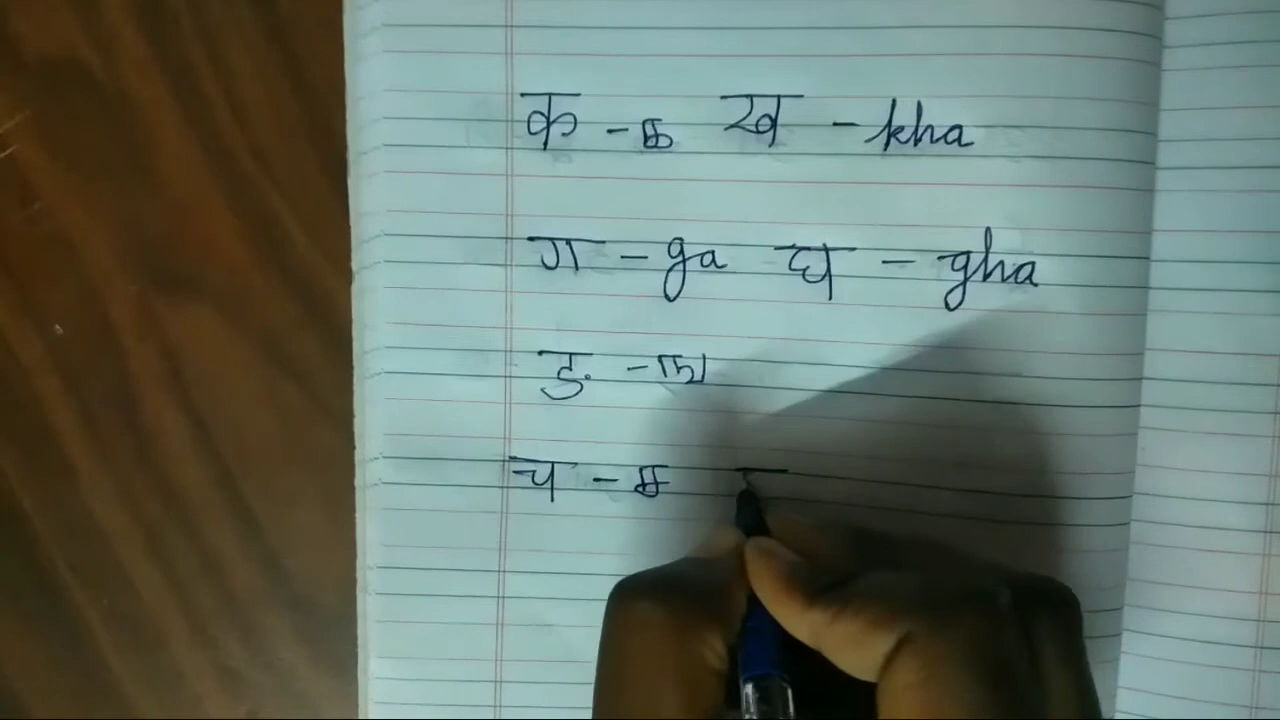 क - க ख - kha
ग - ga घ - gha
ङ - ங
च - ச